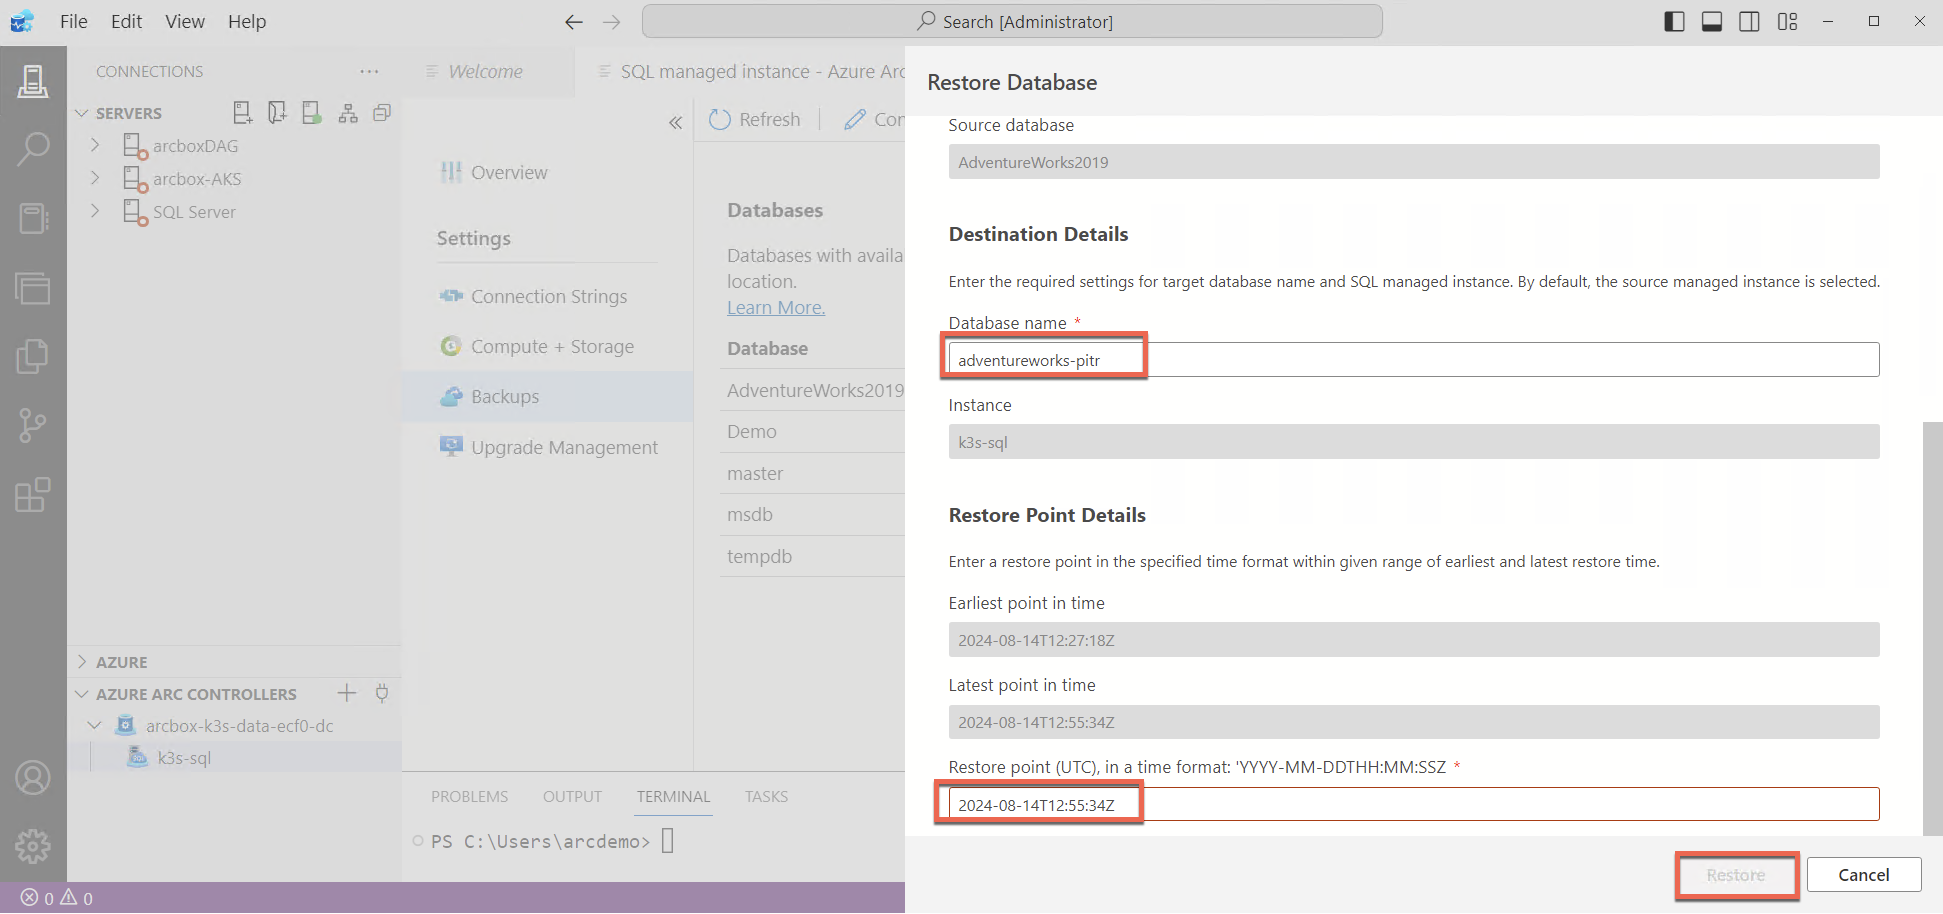 File Edit View Help
Search [Administrator]
CONNECTIONS
SERVERS
arcboxDAG
arcbox-AKS
SQL Server
AZURE
AZURE ARC CONTROLLERS
arcbox-k3s-data-ecf0-dc
k3s-sql
Welcome
SQL managed instance - Azure Arc
Refresh
Con
Overview
Settings
Connection Strings
Compute + Storage
Backups
Upgrade Management
Databases
Databases with availa
location.
Learn More.
Database
AdventureWorks2019
Demo
master
msdb
tempdb
PROBLEMS OUTPUT TERMINAL TASKS
PS C:\Users\arcdemo>
0 0
Restore Database
Source database
AdventureWorks2019
Destination Details
Enter the required settings for target database name and SQL managed instance. By default, the source managed instance is selected.
Database name *
adventureworks-pitr
Instance
k3s-sql
Restore Point Details
Enter a restore point in the specified time format within given range of earliest and latest restore time.
Earliest point in time
2024-08-14T12:27:18Z
Latest point in time
2024-08-14T12:55:34Z
Restore point (UTC), in a time format: 'YYYY-MM-DDTHH:MM:SSZ *
2024-08-14T12:55:34Z
Restore
Cancel